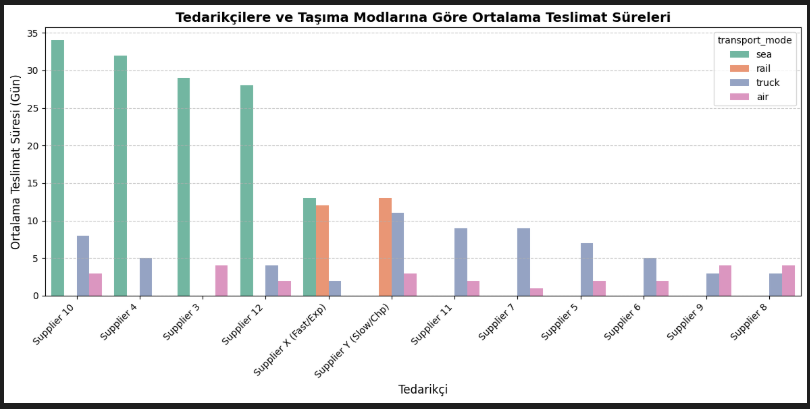 Tedarikçilere ve Taşıma Modlarına Göre Ortalama Teslimat Süreleri
transport_mode
sea
rail
truck
air
Ortalama Teslimat Süresi (Gün)
35
30
25
20
15
10
5
0
Supplier 10
Supplier 4
Supplier 3
Supplier 12
Supplier X (Fast/Exp)
Supplier Y (Slow/Chp)
Supplier 11
Supplier 7
Supplier 5
Supplier 6
Supplier 9
Supplier 8
Tedarikçi